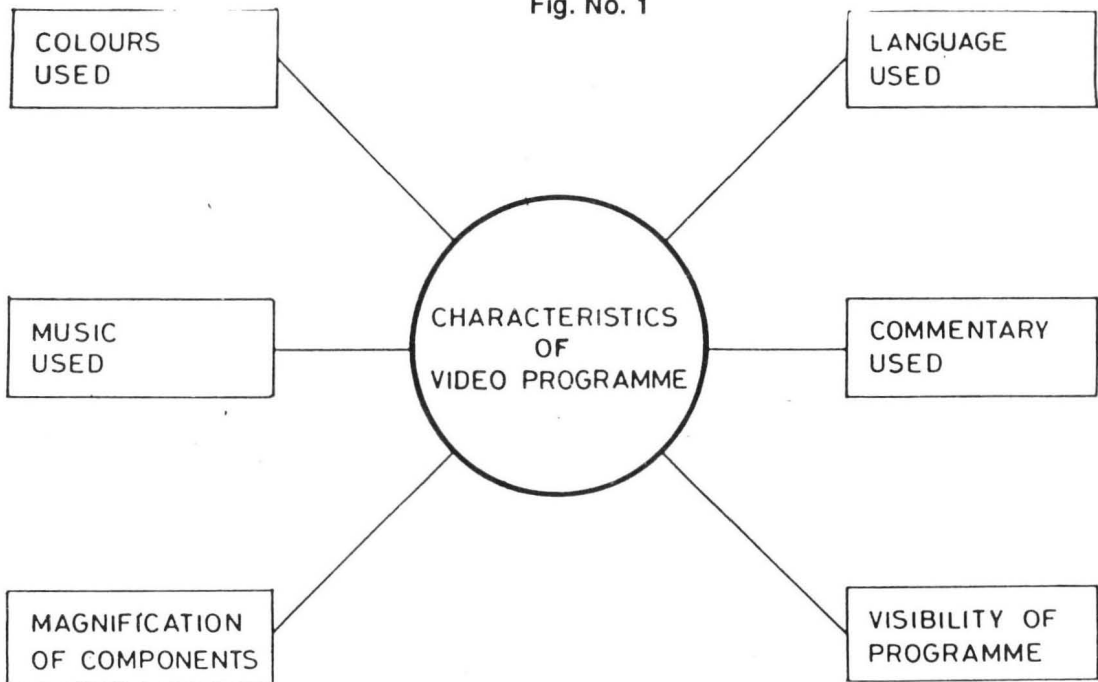 Fig. No. 1
COLOURS
USED
LANGUAGE
USED
MUSIC
USED
CHARACTERISTICS
OF
VIDEO PROGRAMME
COMMENTARY
USED
MAGNIFICATION
OF COMPONENTS
VISIBILITY OF
PROGRAMME